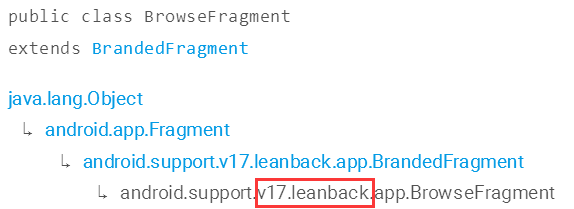 public class BrowseFragment
extends BrandedFragment
java.lang.Object
↳ android.app.Fragment
↳ android.support.v17.leanback.app.BrandedFragment
↳ android.support.v17.leanback.app.BrowseFragment